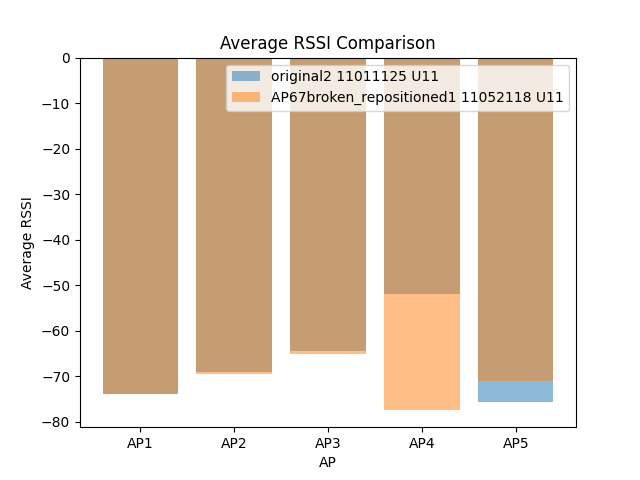 Average RSSI Comparison
original2 11011125 U11
AP67broken_repositioned1 11052118 U11
0
−10
−20
−30
−40
−50
−60
−70
−80
Average RSSI
AP1 AP2 AP3 AP4 AP5
AP